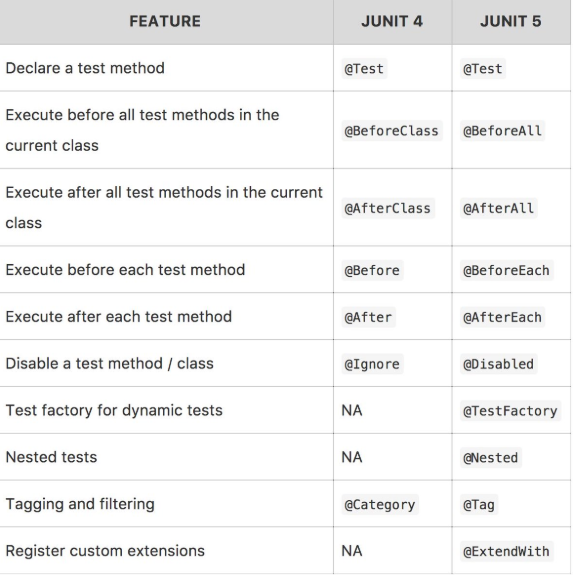 FEATURE JUNIT 4 JUNIT 5
Declare a test method @Test @Test
Execute before all test methods in the
current class @BeforeClass @BeforeAll
Execute after all test methods in the current
class @AfterClass @AfterAll
Execute before each test method @Before @BeforeEach
Execute after each test method @After @AfterEach
Disable a test method / class @Ignore @Disabled
Test factory for dynamic tests NA @TestFactory
Nested tests NA @Nested
Tagging and filtering @Category @Tag
Register custom extensions NA @ExtendWith